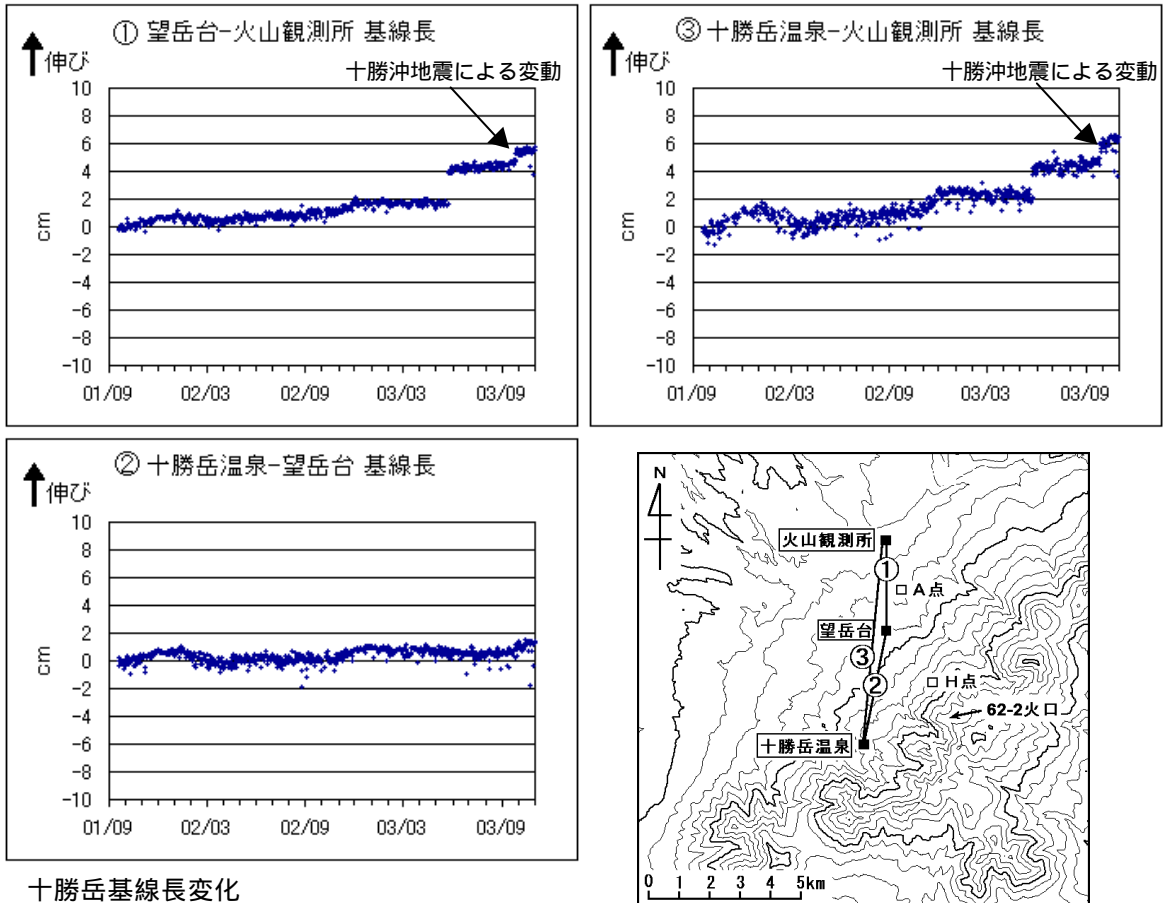 ① 望岳台-火山観測所 基線長
伸び
十勝沖地震による変動
10
8
6
4
2
0
-2
-4
-6
-8
-10
cm
01/09 02/03 02/09 03/03 03/09
③ 十勝岳温泉-火山観測所 基線長
伸び
十勝沖地震による変動
10
8
6
4
2
0
-2
-4
-6
-8
-10
cm
01/09 02/03 02/09 03/03 03/09
② 十勝岳温泉-望岳台 基線長
伸び
10
8
6
4
2
0
-2
-4
-6
-8
-10
cm
01/09 02/03 02/09 03/03 03/09
N
火山観測所
①
A点
望岳台
③
②
H点
62-2火口
十勝岳温泉
0 1 2 3 4 5km
十勝岳基線長変化